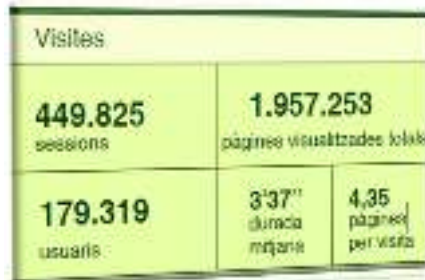 Visites
449.825
sessions
1.957.253
pàgines visualitzades totals
179.319
usuaris
3'37''
durada
mitjana
4,35
pàgines
per visita